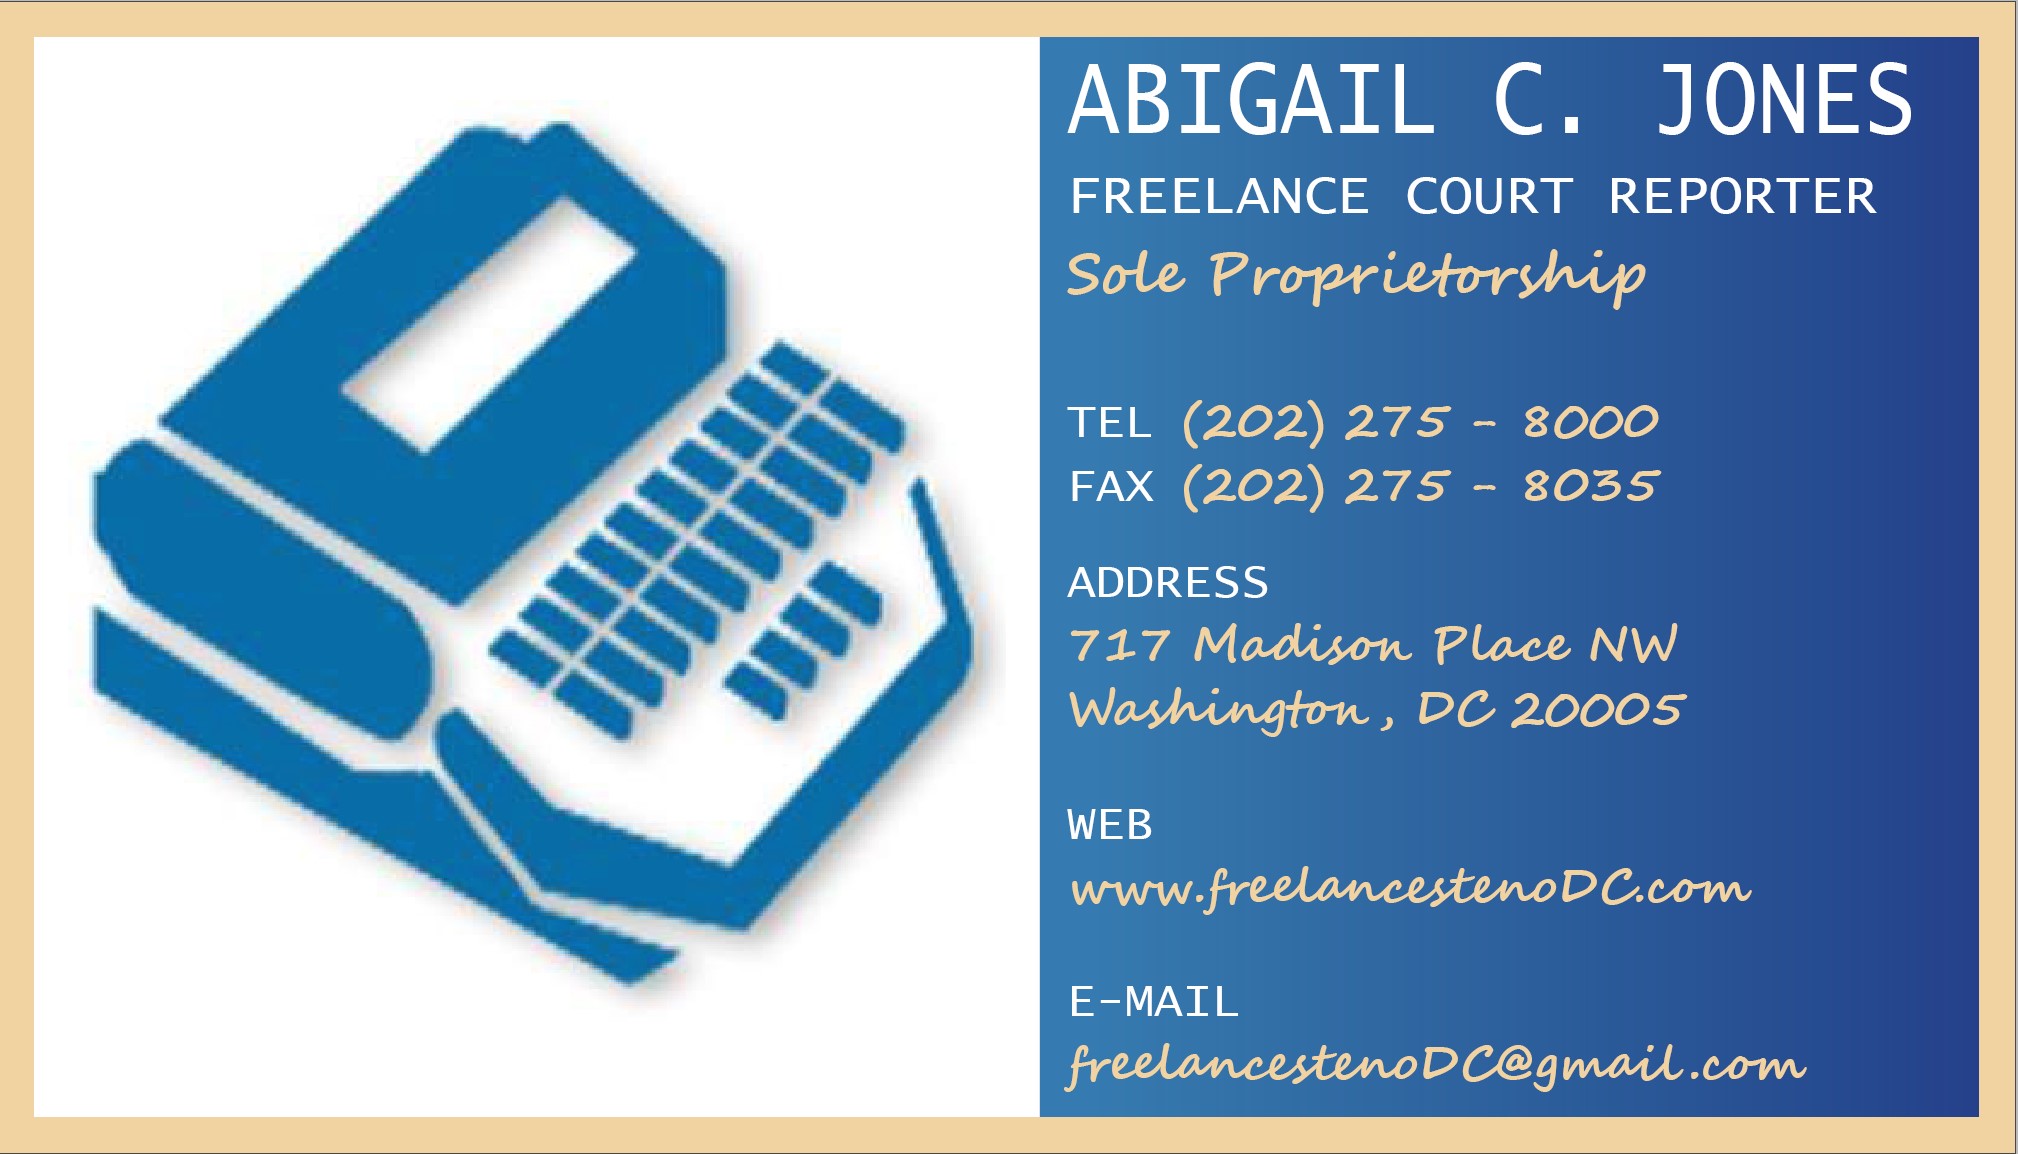 ABIGAIL C. JONES
FREELANCE COURT REPORTER
Sole Proprietorship
TEL (202) 275 - 8000
FAX (202) 275 - 8035
ADDRESS
717 Madison Place NW
Washington, DC 20005
WEB
www.freelancestenoDC.com
E-MAIL
freelancestenoDC@gmail.com